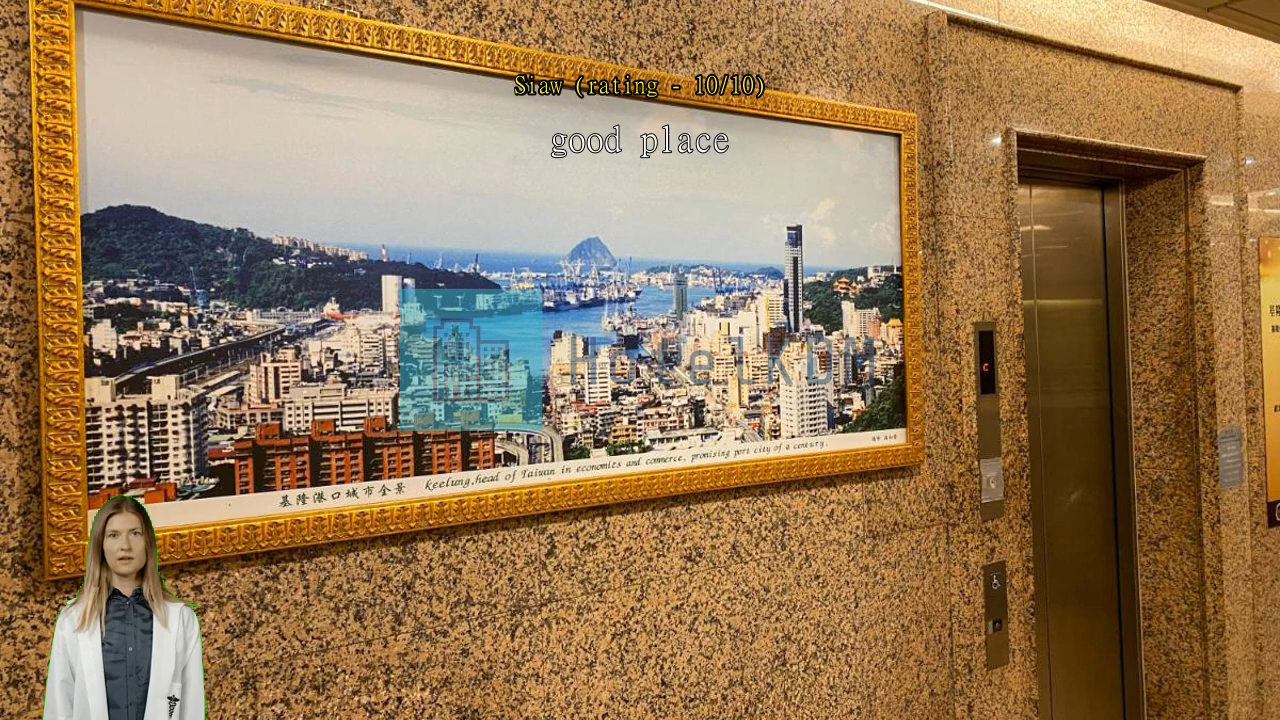 Siaw (rating - 10/10)
good place
HotelKDM
基隆港口城市全景 keelung,head of Taiwan in economics and commerce, promising port city of a century.
C